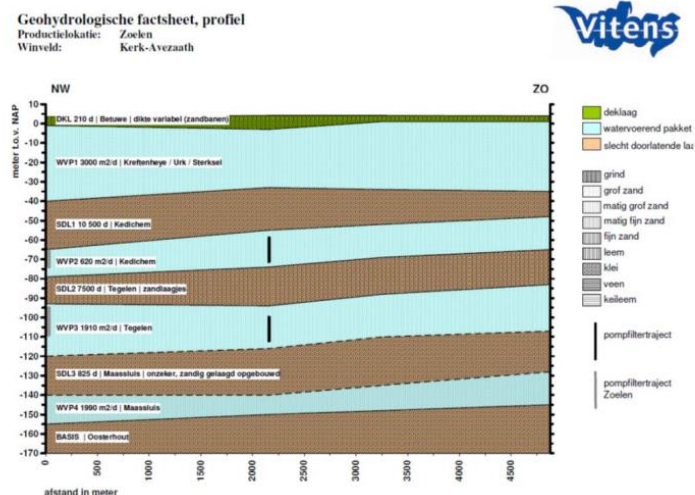 Geohydrologische factsheet, profiel
Productielokatie: Zoelen
Winveld: Kerk-Avezaath
Vitens
NW
ZO
meter t.o.v. NAP
10
0
-10
-20
-30
-40
-50
-60
-70
-80
-90
-100
-110
-120
-130
-140
-150
-160
-170
DKL 210 d | Betuwe | dikte variabel (zandbanen)
WVP1 3000 m2/d | Kreftenheye / Urk / Sterksel
SDL1 10 500 d | Kedichem
WVP2 620 m2/d | Kedichem
SDL2 7500 d | Tegelen | zandlaagjes
WVP3 1910 m2/d | Tegelen
SDL3 825 d | Maassluis | onzeker, zandig gelaagd opgebouwd
WVP4 1990 m2/d | Maassluis
BASIS | Oosterhout
0
500
1000
1500
2000
2500
3000
3500
4000
4500
afstand in meter
deklaag
watervoerend pakket
slecht doorlatende laa
grind
grof zand
matig grof zand
matig fijn zand
fijn zand
leem
klei
veen
keileem
pompfiltertraject
pompfiltertraject
Zoelen